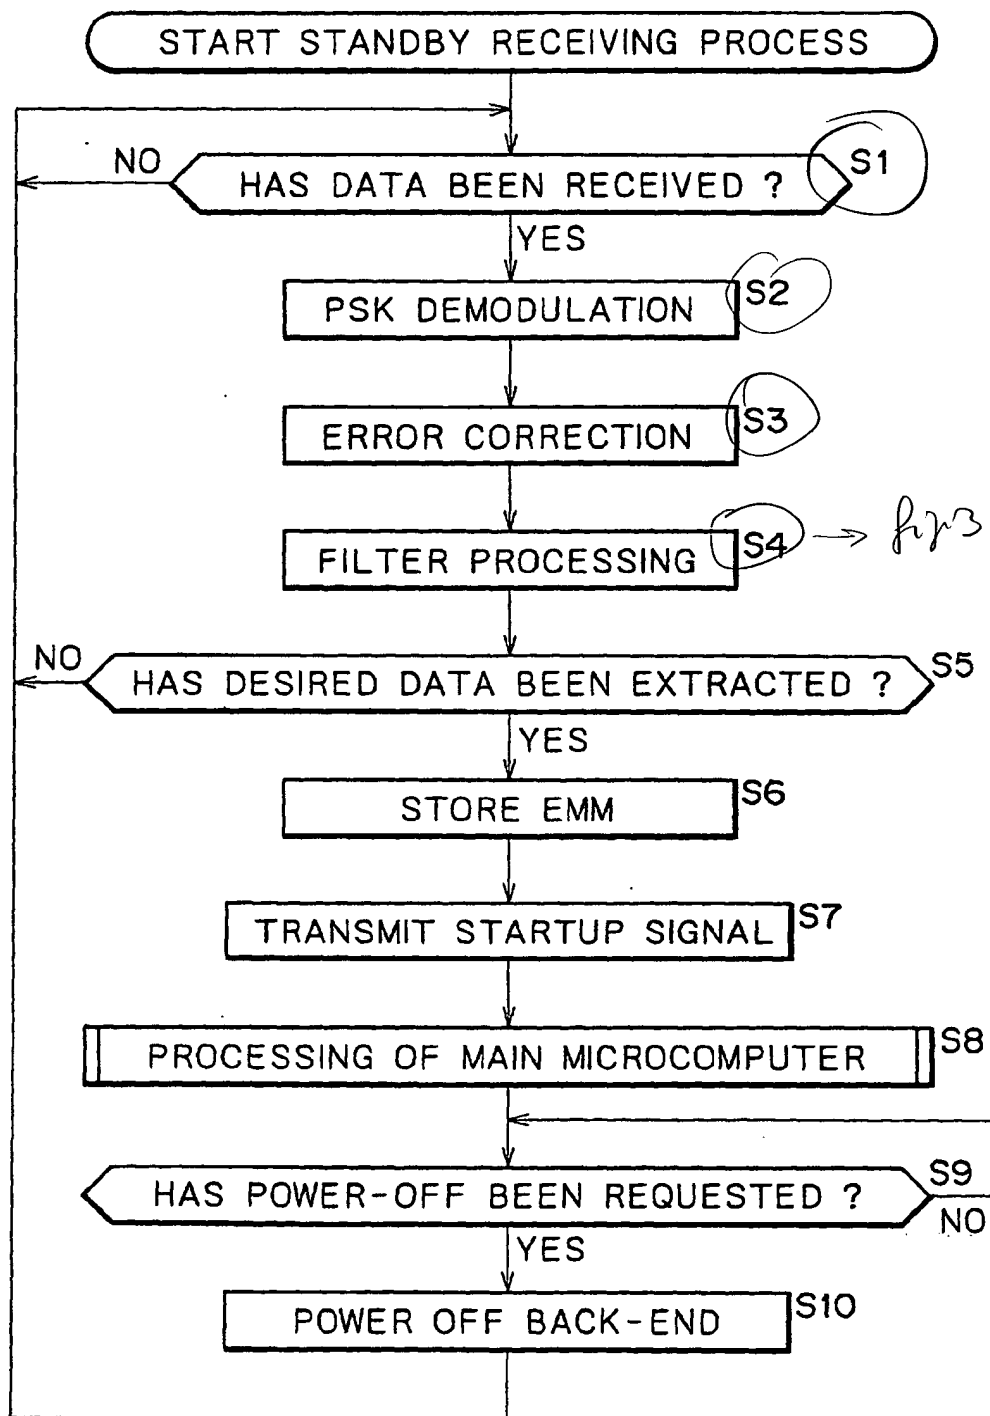 START STANDBY RECEIVING PROCESS
NO
HAS DATA BEEN RECEIVED ?
S1
YES
PSK DEMODULATION
S2
ERROR CORRECTION
S3
FILTER PROCESSING
S4 → fig 3
NO
HAS DESIRED DATA BEEN EXTRACTED ?
S5
YES
STORE EMM
S6
TRANSMIT STARTUP SIGNAL
S7
PROCESSING OF MAIN MICROCOMPUTER
S8
HAS POWER-OFF BEEN REQUESTED ?
S9
NO
YES
POWER OFF BACK-END
S10